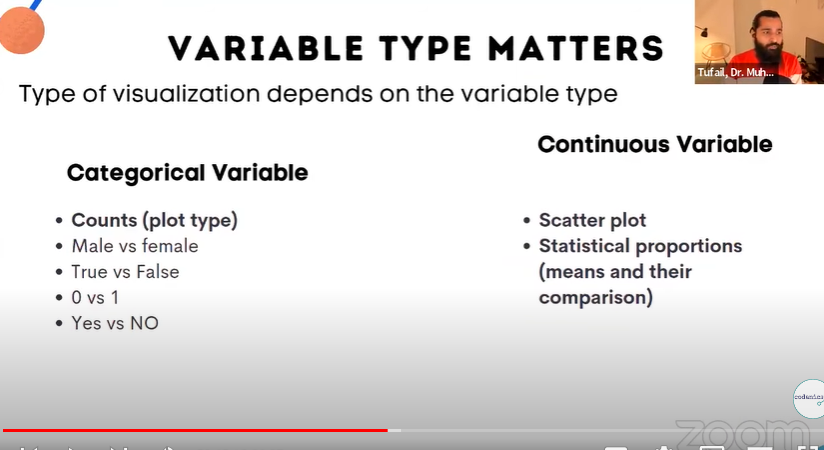 VARIABLE TYPE MATTERS
Tufail, Dr. Muh...
Type of visualization depends on the variable type
Categorical Variable
• Counts (plot type)
• Male vs female
• True vs False
• 0 vs 1
• Yes vs NO
Continuous Variable
• Scatter plot
• Statistical proportions
(means and their
comparison)
codanics
zoom